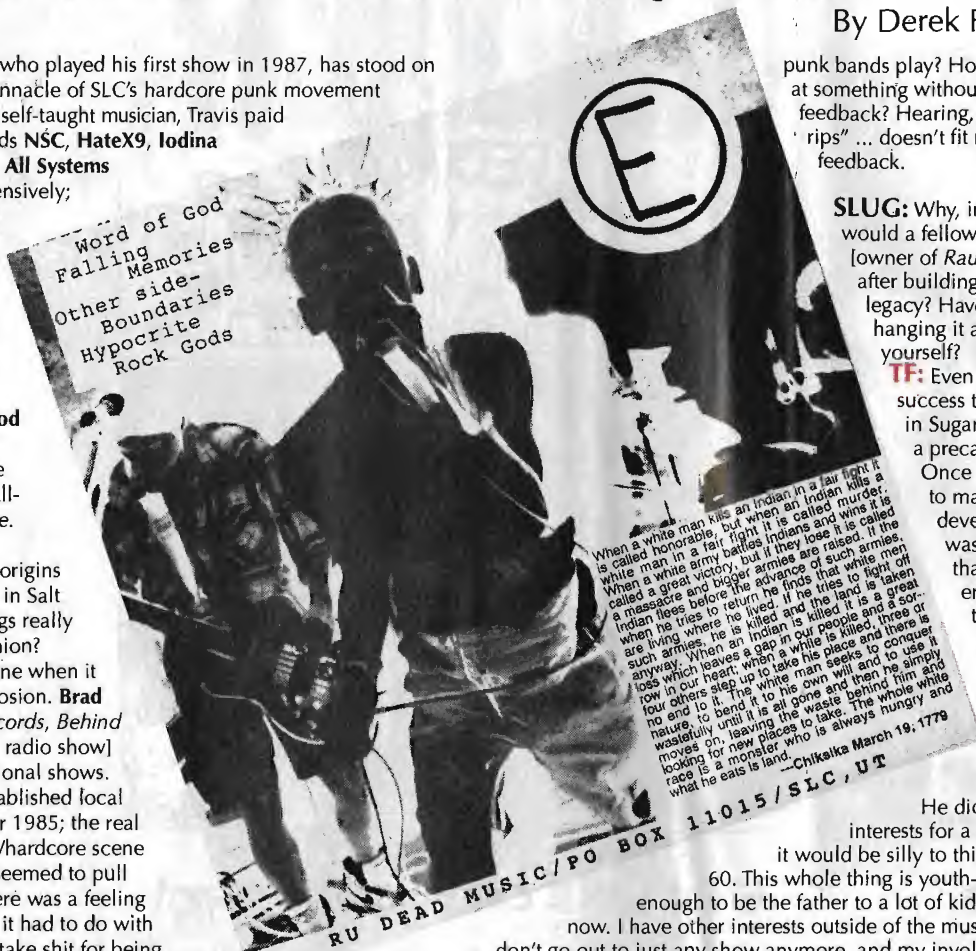 who played his first show in 1987, has stood on
nnacle of SLC's hardcore punk movement
self-taught musician, Travis paid
ds NSC, HateX9, Iodina
All Systems
ensively;
od
e
ll-
e.
origins
in Salt
gs really
nion?
ne when it
osion. Brad
cords, Behind
radio show]
ional shows.
ablished local
r 1985; the real
/hardcore scene
seemed to pull
ere was a feeling
it had to do with
take shit for being
Word of God
Falling
Memories
Other side-
Boundaries
Hypocrite
Rock Gods
E
When a white man kills an Indian in a fair fight it
is called honorable, but when an Indian kills a
white man in a fair fight it is called murder.
When a white army battles Indians and wins it is
called a great victory, but if they lose it is called
a massacre and bigger armies are raised. If the
Indian flees before the advance of such armies,
when he tries to return he finds that white men
are living where he lived. If he tries to fight off
such armies, he is killed and the land is taken
anyway. When an Indian is killed it is a great
loss which leaves a gap in our people and a sor-
row in our heart; when a white is killed, three or
four others step up to take his place and there is
no end to it. The white man seeks to conquer
nature, to bend it to his own will and to use it
wastefully until it is all gone and then he simply
moves on, leaving the waste behind him and
looking for new places to take. The whole white
race is a monster who is always hungry and
what he eats is land.
--Chiksika March 19, 1779
RU DEAD MUSIC/PO BOX 11015/SLC,UT
By Derek
punk bands play? Ho
at something withou
feedback? Hearing,
rips" ... doesn't fit
feedback.
SLUG: Why, in
would a fellow
[owner of Rau
after building
legacy? Have
hanging it a
yourself?
TF: Even
success t
in Sugar
a preca
Once
to ma
deve
was
tha
er
t
He did
interests for a
it would be silly to thi
60. This whole thing is youth-
enough to be the father to a lot of kid
now. I have other interests outside of the mus
don't go out to just any show anymore, and my invol